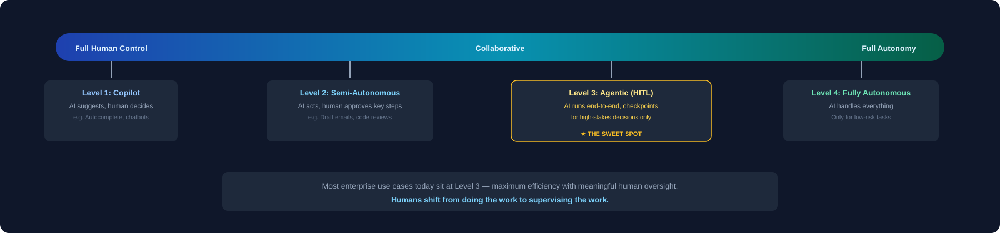 Full Human Control
Collaborative
Full Autonomy
Level 1: Copilot
AI suggests, human decides
e.g. Autocomplete, chatbots
Level 2: Semi-Autonomous
AI acts, human approves key steps
e.g. Draft emails, code reviews
Level 3: Agentic (HITL)
AI runs end-to-end, checkpoints
for high-stakes decisions only
★ THE SWEET SPOT
Level 4: Fully Autonomous
AI handles everything
Only for low-risk tasks
Most enterprise use cases today sit at Level 3 — maximum efficiency with meaningful human oversight.
Humans shift from doing the work to supervising the work.